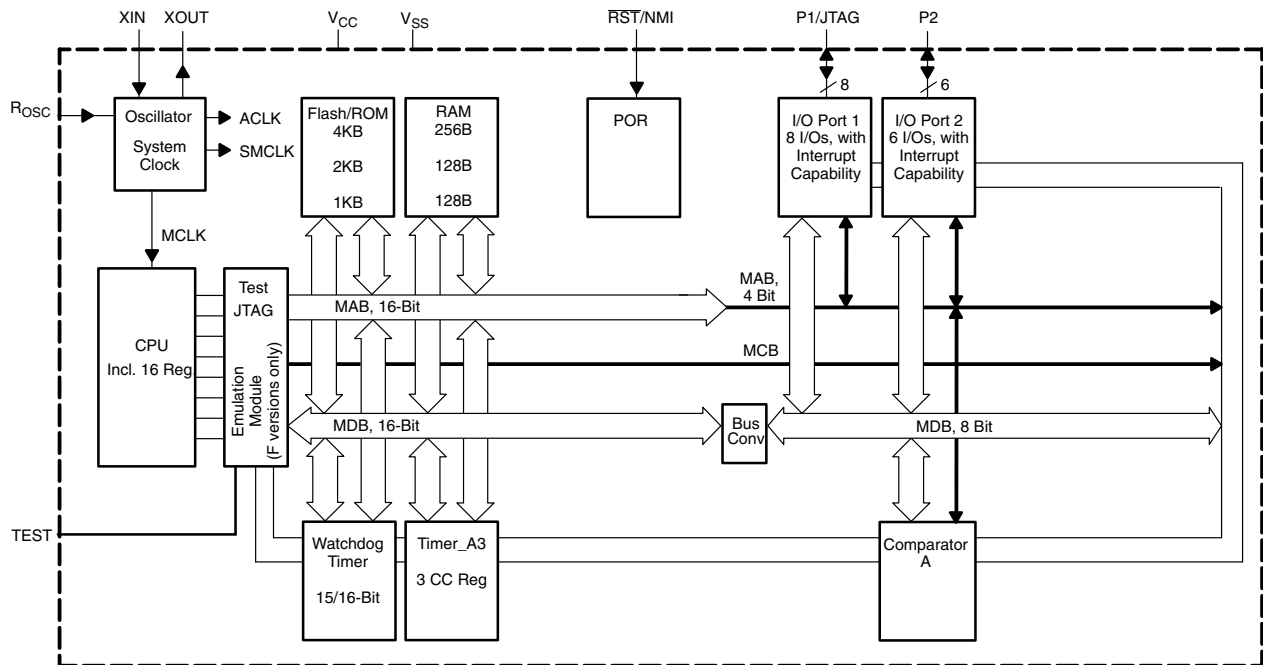 XIN
XOUT
VCC
VSS
RST/NMI
P1/JTAG
P2
ROSC
Oscillator
System
Clock
ACLK
SMCLK
Flash/ROM
4KB
2KB
1KB
RAM
256B
128B
128B
POR
8
I/O Port 1
8 I/Os, with
Interrupt
Capability
6
I/O Port 2
6 I/Os, with
Interrupt
Capability
MCLK
CPU
Incl. 16 Reg.
Test
JTAG
Emulation
Module
(F versions only)
MAB, 16-Bit
MAB,
4 Bit
MCB
MDB, 16-Bit
Bus
Conv
MDB, 8 Bit
TEST
Watchdog
Timer
15/16-Bit
Timer_A3
3 CC Reg
Comparator
A